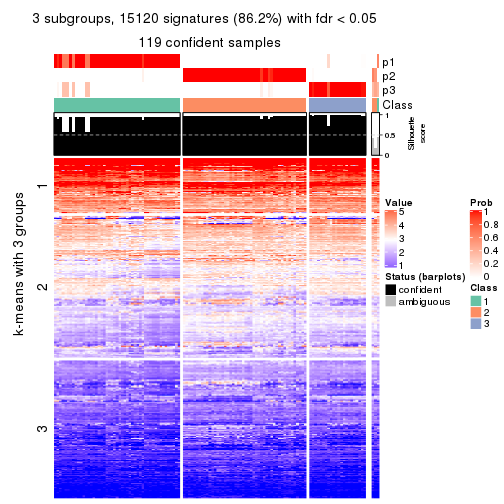 3 subgroups, 15120 signatures (86.2%) with fdr < 0.05
119 confident samples
p1
p2
p3
Class
1
0.5
0
Silhouette
score
k-means with 3 groups
1
2
3
Value
5
4
3
2
1
Status (barplots)
confident
ambiguous
Prob
1
0.8
0.6
0.4
0.2
0
Class
1
2
3